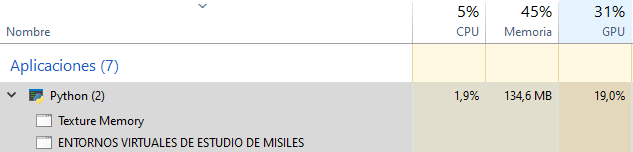 5% 45% 31%
Nombre CPU Memoria GPU
Aplicaciones (7)
Python (2) 1,9% 134,6 MB 19,0%
Texture Memory
ENTORNOS VIRTUALES DE ESTUDIO DE MISILES